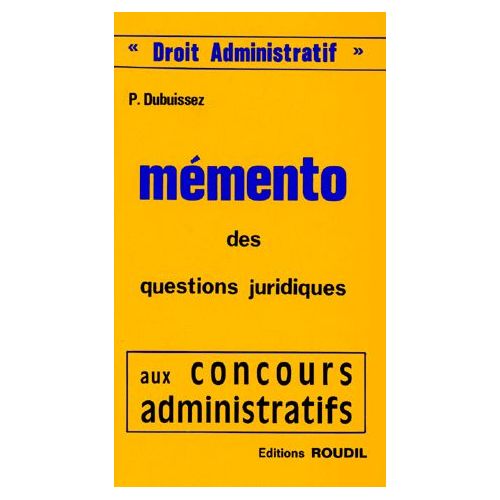 « Droit Administratif »
P. Dubuissez
mémento
des
questions juridiques
aux concours
administratifs
Editions ROUDIL